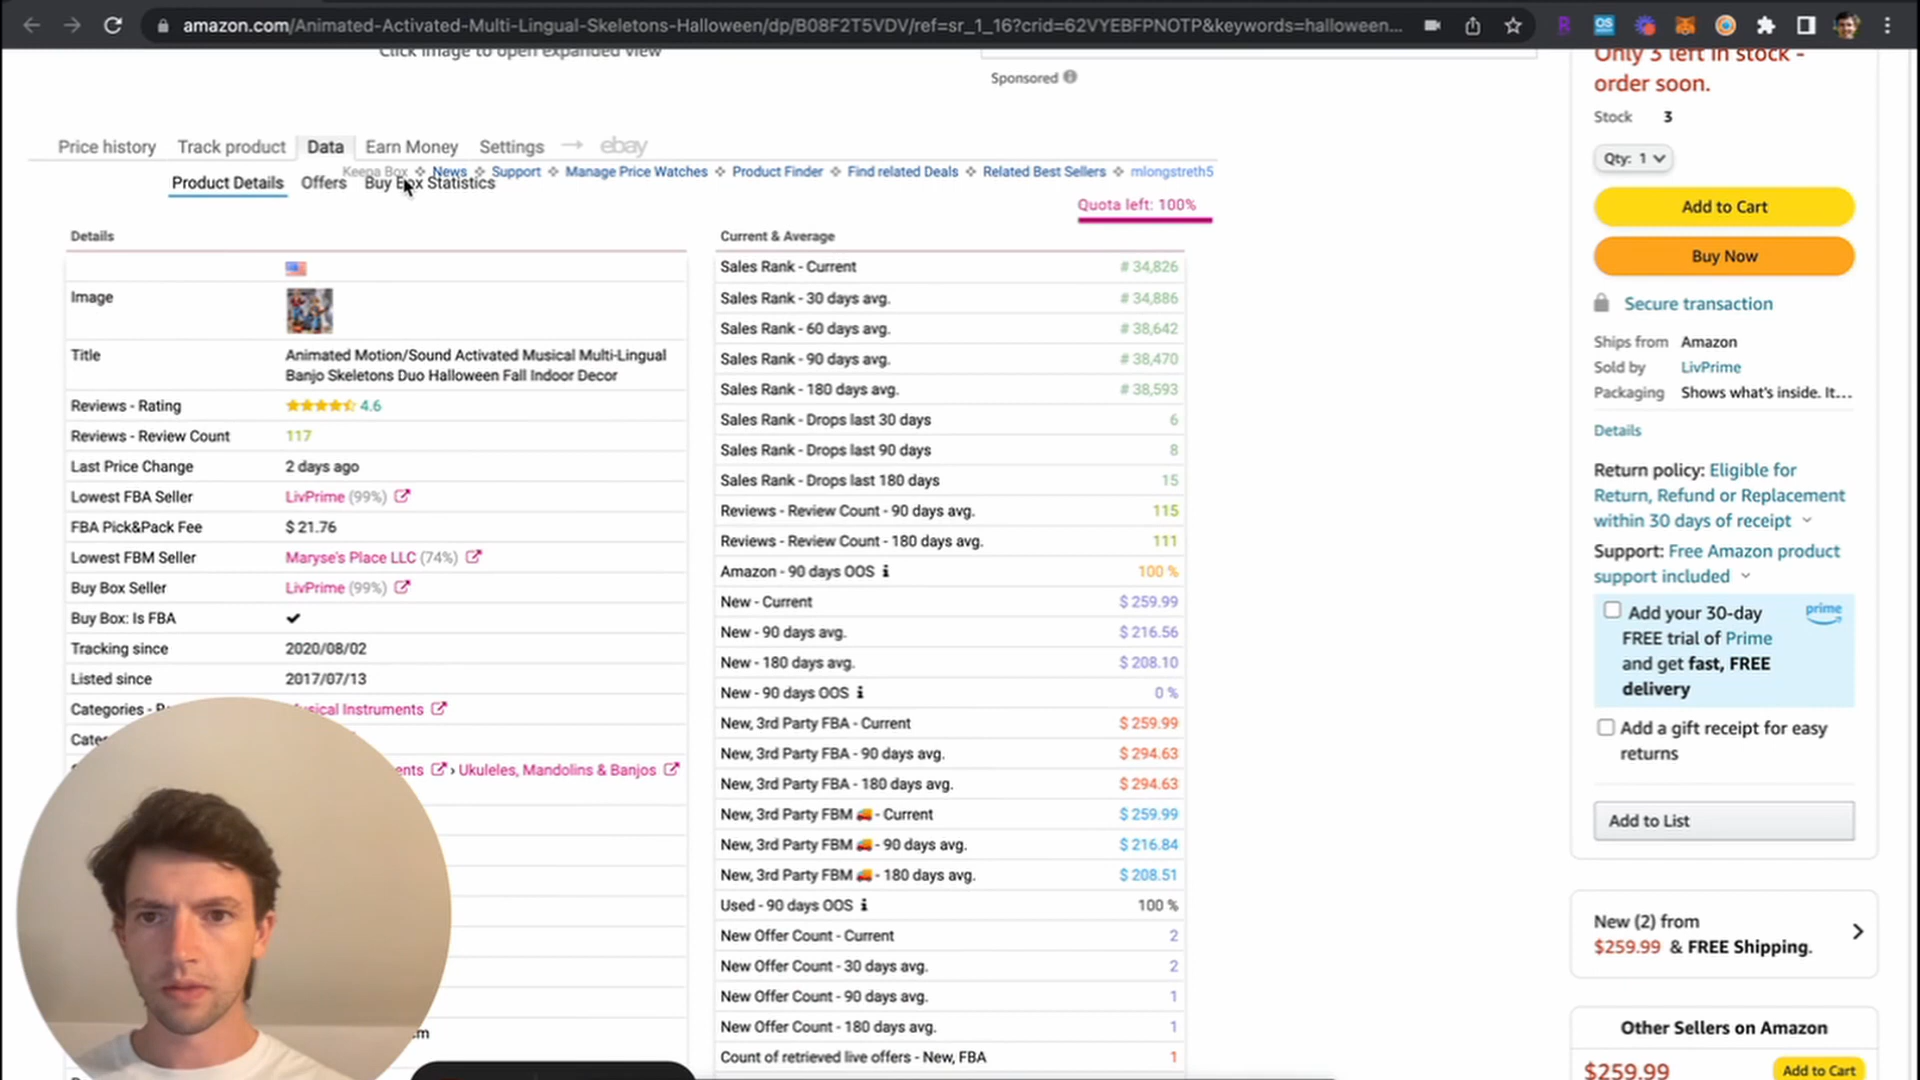 amazon.com/Animated-Activated-Multi-Lingual-Skeletons-Halloween/dp/B08F2T5VDV/ref=sr_1_16?crid=62VYEBFPNOTP&keywords=halloween...
Click image to open expanded view
Sponsored
Price history Track product Data Earn Money Settings → ebay
Keepa Box News Support Manage Price Watches Product Finder Find related Deals Related Best Sellers mlongstreth5
Product Details Offers Buy Box Statistics
Quota left: 100%
Details
Image
Title Animated Motion/Sound Activated Musical Multi-Lingual
Banjo Skeletons Duo Halloween Fall Indoor Decor
Reviews - Rating 4.6
Reviews - Review Count 117
Last Price Change 2 days ago
Lowest FBA Seller LivPrime (99%)
FBA Pick&Pack Fee $ 21.76
Lowest FBM Seller Maryse's Place LLC (74%)
Buy Box Seller LivPrime (99%)
Buy Box: Is FBA ✔
Tracking since 2020/08/02
Listed since 2017/07/13
Categories - Instruments
› Ukuleles, Mandolins & Banjos
Current & Average
Sales Rank - Current # 34,826
Sales Rank - 30 days avg. # 34,886
Sales Rank - 60 days avg. # 38,642
Sales Rank - 90 days avg. # 38,470
Sales Rank - 180 days avg. # 38,593
Sales Rank - Drops last 30 days 6
Sales Rank - Drops last 90 days 8
Sales Rank - Drops last 180 days 15
Reviews - Review Count - 90 days avg. 115
Reviews - Review Count - 180 days avg. 111
Amazon - 90 days OOS 100 %
New - Current $ 259.99
New - 90 days avg. $ 216.56
New - 180 days avg. $ 208.10
New - 90 days OOS 0 %
New, 3rd Party FBA - Current $ 259.99
New, 3rd Party FBA - 90 days avg. $ 294.63
New, 3rd Party FBA - 180 days avg. $ 294.63
New, 3rd Party FBM 🚚 - Current $ 259.99
New, 3rd Party FBM 🚚 - 90 days avg. $ 216.84
New, 3rd Party FBM 🚚 - 180 days avg. $ 208.51
Used - 90 days OOS 100 %
New Offer Count - Current 2
New Offer Count - 30 days avg. 2
New Offer Count - 90 days avg. 1
New Offer Count - 180 days avg. 1
Count of retrieved live offers - New, FBA 1
Only 3 left in stock -
order soon.
Stock 3
Qty: 1
Add to Cart
Buy Now
Secure transaction
Ships from Amazon
Sold by LivPrime
Packaging Shows what's inside. It...
Details
Return policy: Eligible for
Return, Refund or Replacement
within 30 days of receipt
Support: Free Amazon product
support included
Add your 30-day prime
FREE trial of Prime
and get fast, FREE
delivery
Add a gift receipt for easy
returns
Add to List
New (2) from
$259.99 & FREE Shipping.
Other Sellers on Amazon
$259.99 Add to Cart